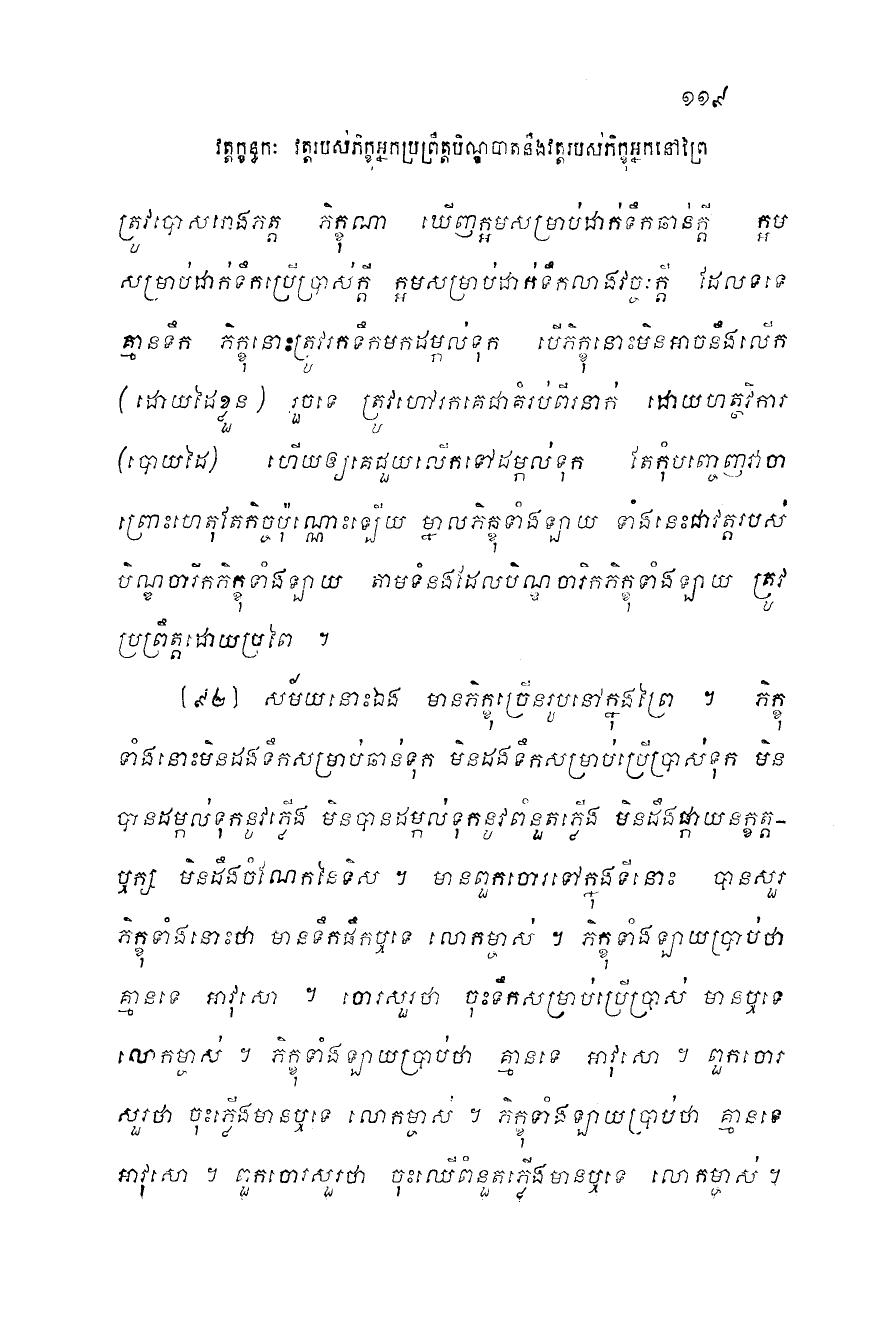 ១១៩
វត្តក្ខន្ធកៈ វត្តរបស់ភិក្ខុអ្នកប្រព្រឹត្តបិណ្ឌបាតនឹងវត្តរបស់ភិក្ខុអ្នកនៅព្រៃ
ត្រូវបោសរោងភត្ត ភិក្ខុណា ឃើញក្អមសម្រាប់ដាក់ទឹកឆាន់ក្តី ក្អម
សម្រាប់ដាក់ទឹកប្រើប្រាស់ក្តី ក្អមសម្រាប់ដាក់ទឹកលាងវច្ចៈក្តី ដែលទទេ
គ្មានទឹក ភិក្ខុនោះត្រូវរកទឹកមកដម្កល់ទុក បើភិក្ខុនោះមិនអាចនឹងលើក
(ដោយដៃខ្លួន) រួចទេ ត្រូវហៅរកគេជាគំរប់ពីរនាក់ ដោយហត្ថវិការ
(បោយដៃ) ហើយឲ្យគេជួយលើកទៅដម្កល់ទុក តែកុំបញ្ចេញវាចា
ព្រោះហេតុតែកិច្ចប៉ុណ្ណោះឡើយ ម្នាលភិក្ខុទាំងឡាយ ទាំងនេះជាវត្តរបស់
បិណ្ឌចារិកភិក្ខុទាំងឡាយ តាមទំនងដែលបិណ្ឌចារិកភិក្ខុទាំងឡាយ ត្រូវ
ប្រព្រឹត្តដោយប្រពៃ ។
[៩២] សម័យនោះឯង មានភិក្ខុច្រើនរូបនៅក្នុងព្រៃ ។ ភិក្ខុ
ទាំងនោះមិនដងទឹកសម្រាប់ឆាន់ទុក មិនដងទឹកសម្រាប់ប្រើប្រាស់ទុក មិន
បានដម្កល់ទុកនូវភ្លើង មិនបានដម្កល់ទុកនូវពំនួតភ្លើង មិនដឹងផ្កាយនក្ខត្ត-
ឫក្ស មិនដឹងចំណែកនៃទិស ។ មានពួកចោរទៅក្នុងទីនោះ បានសួរ
ភិក្ខុទាំងនោះថា មានទឹកផឹកឬទេ លោកម្ចាស់ ។ ភិក្ខុទាំងឡាយប្រាប់ថា
គ្មានទេ អាវុសោ ។ ចោរសួរថា ចុះទឹកសម្រាប់ប្រើប្រាស់ មានឬទេ
លោកម្ចាស់ ។ ភិក្ខុទាំងឡាយប្រាប់ថា គ្មានទេ អាវុសោ ។ ពួកចោរ
សួរថា ចុះភ្លើងមានឬទេ លោកម្ចាស់ ។ ភិក្ខុទាំងឡាយប្រាប់ថា គ្មានទេ
អាវុសោ ។ ពួកចោរសួរថា ចុះឈើពំនួតភ្លើងមានឬទេ លោកម្ចាស់ ។